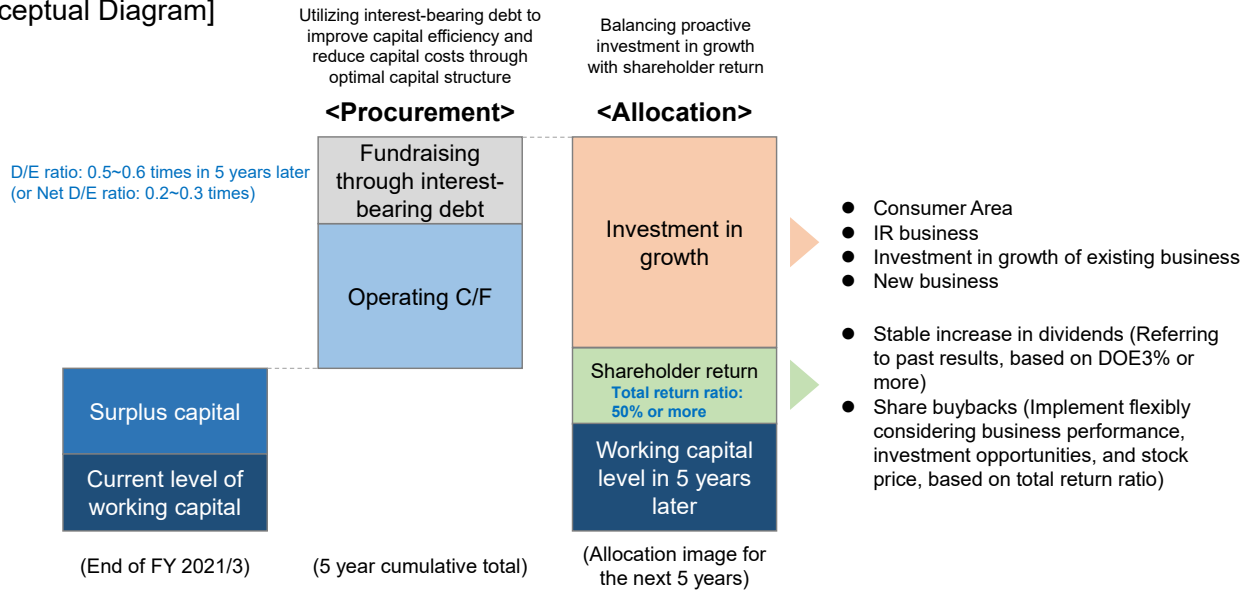 ceptual Diagram]
Utilizing interest-bearing debt to
improve capital efficiency and
reduce capital costs through
optimal capital structure
Balancing proactive
investment in growth
with shareholder return
<Procurement>
<Allocation>
D/E ratio: 0.5~0.6 times in 5 years later
(or Net D/E ratio: 0.2~0.3 times)
Fundraising
through interest-
bearing debt
Operating C/F
Surplus capital
Current level of
working capital
Investment in
growth
Shareholder return
Total return ratio:
50% or more
Working capital
level in 5 years
later
● Consumer Area
● IR business
● Investment in growth of existing business
● New business
● Stable increase in dividends (Referring
to past results, based on DOE3% or
more)
● Share buybacks (Implement flexibly
considering business performance,
investment opportunities, and stock
price, based on total return ratio)
(End of FY 2021/3)
(5 year cumulative total)
(Allocation image for
the next 5 years)